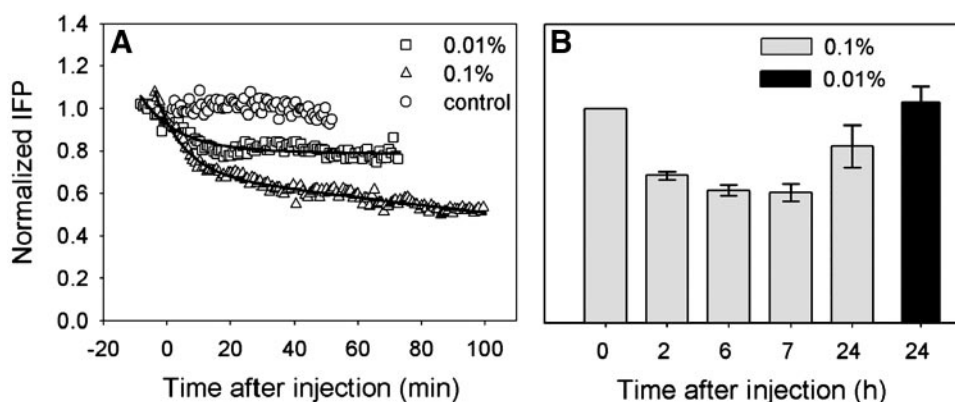 A
0.01%
0.1%
control
Normalized IFP
1.4
1.2
1.0
0.8
0.6
0.4
0.2
0.0
-20 0 20 40 60 80 100
Time after injection (min)
B
0.1%
0.01%
0 2 6 7 24 24
Time after injection (h)